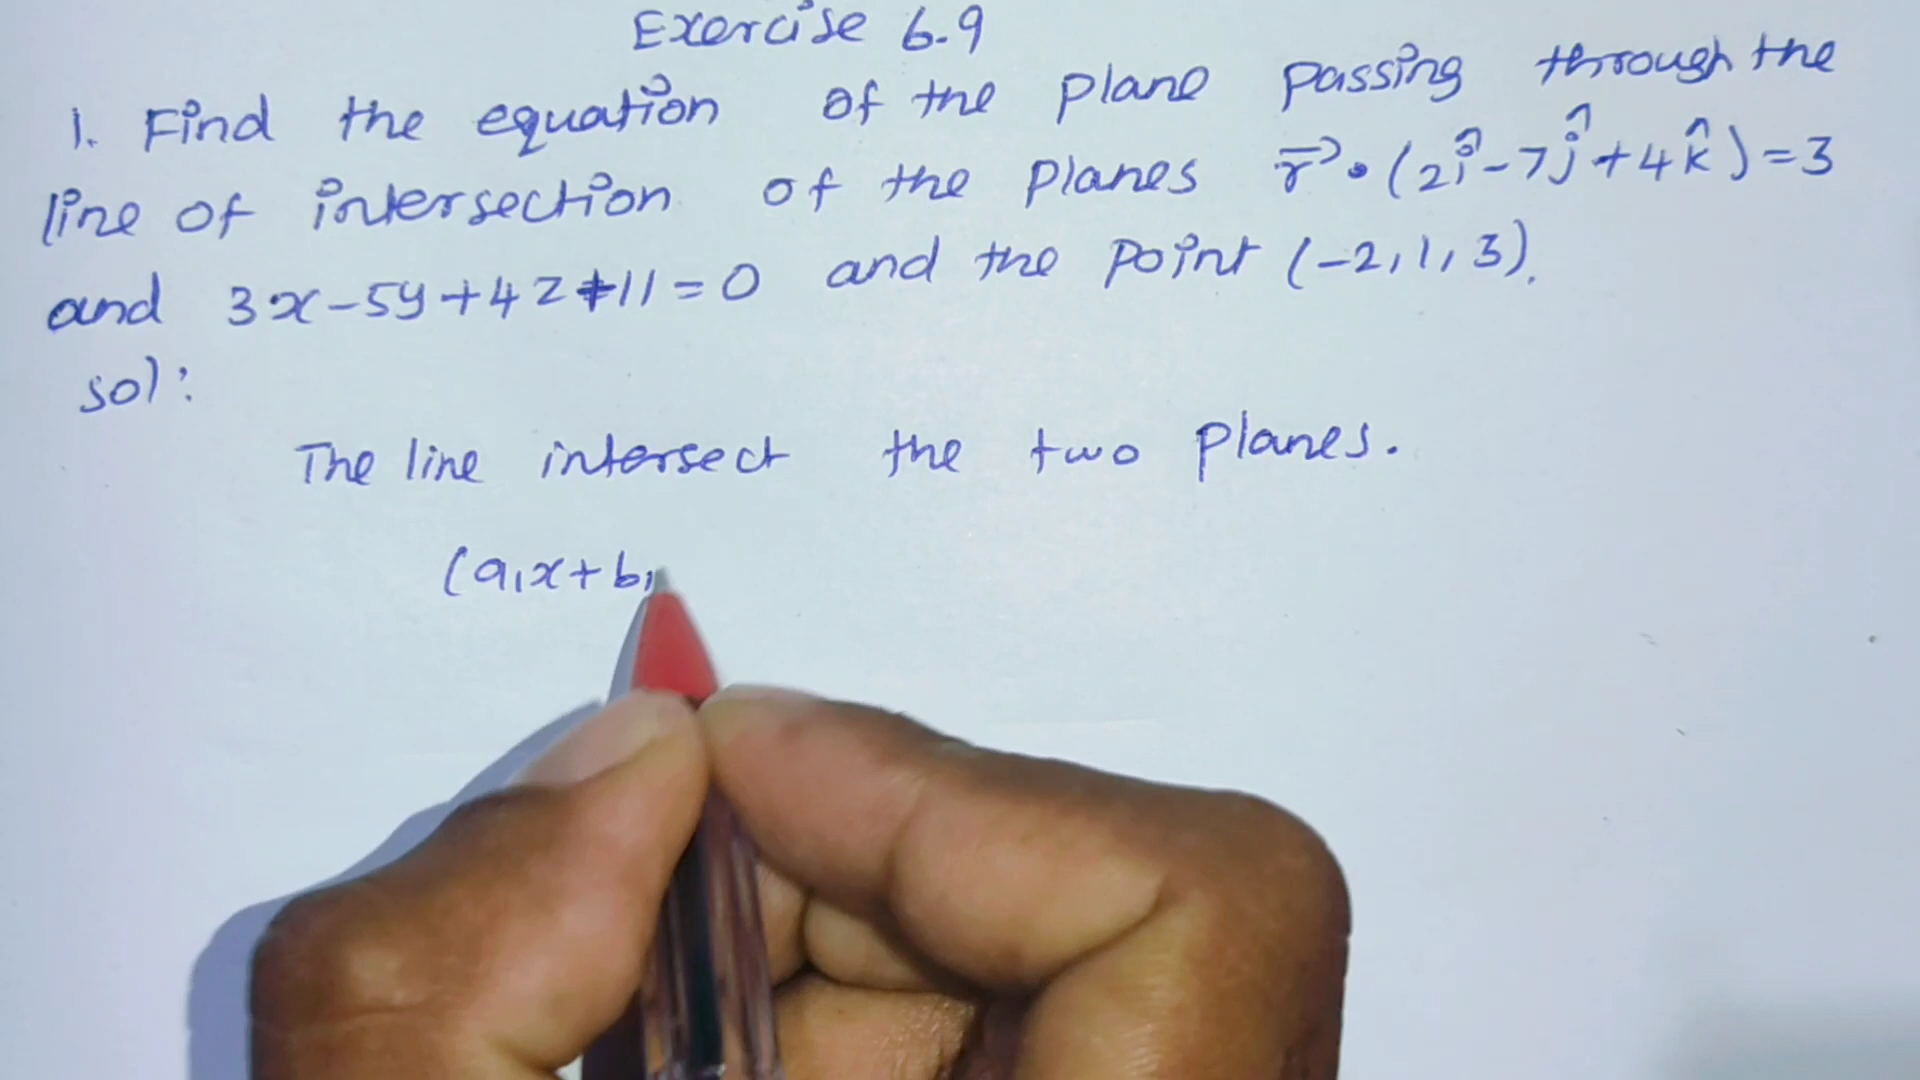 Exercise 6.9
1. Find the equation of the plane passing through the
line of intersection of the planes r⃗ • (2î - 7ĵ + 4k̂) = 3
and 3x - 5y + 4z + 11 = 0 and the point (-2, 1, 3).
sol:
The line intersect the two planes.
(a₁x + b₁